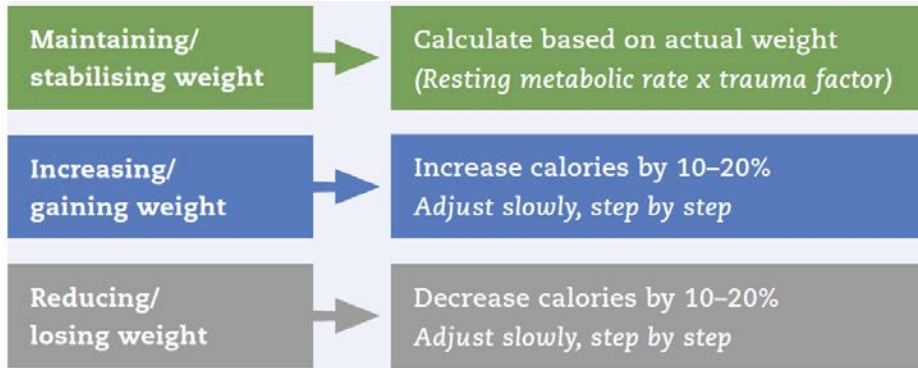 Maintaining/
stabilising weight
Calculate based on actual weight
(Resting metabolic rate x trauma factor)
Increasing/
gaining weight
Increase calories by 10–20%
Adjust slowly, step by step
Reducing/
losing weight
Decrease calories by 10–20%
Adjust slowly, step by step